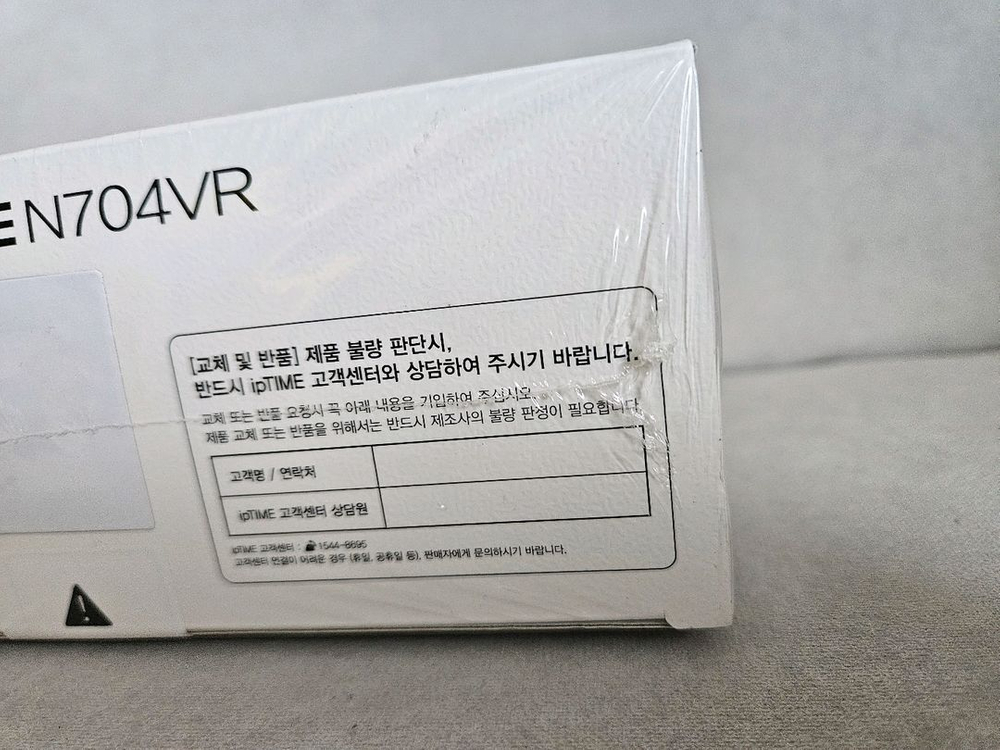 E N704VR
[교체 및 반품] 제품 불량 판단시,
반드시 ipTIME 고객센터와 상담하여 주시기 바랍니다.
교체 또는 반품 요청시 꼭 아래 내용을 기입하여 주십시오.
제품 교체 또는 반품을 위해서는 반드시 제조사의 불량 판정이 필요합니다.
고객명 / 연락처
ipTIME 고객센터 상담원
ipTIME 고객센터 : ☎ 1544-8695
고객센터 연결이 어려운 경우 (휴일, 공휴일 등), 판매자에게 문의하시기 바랍니다.